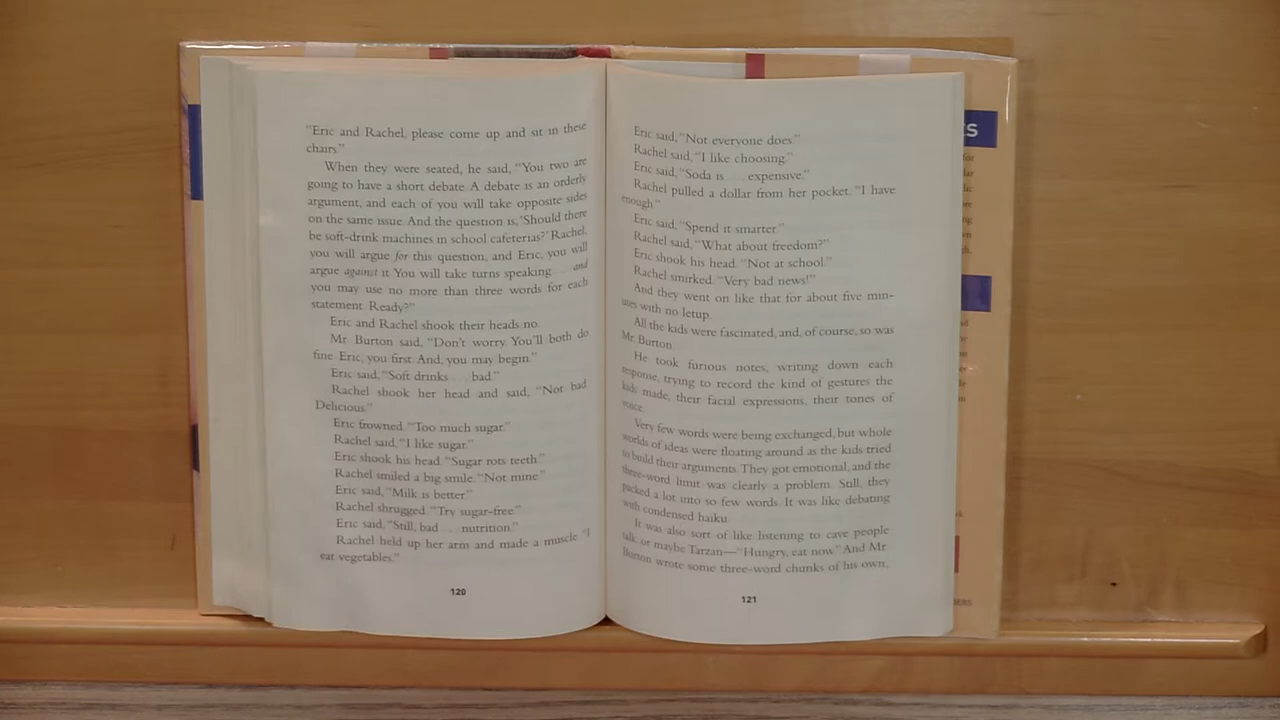 "Eric and Rachel, please come up and sit in these
chairs."
When they were seated, he said, "You two are
going to have a short debate. A debate is an orderly
argument, and each of you will take opposite sides
on the same issue. And the question is, 'Should there
be soft-drink machines in school cafeterias?' Rachel,
you will argue for this question, and Eric, you will
argue against it. You will take turns speaking . . . and
you may use no more than three words for each
statement. Ready?"
Eric and Rachel shook their heads no.
Mr. Burton said, "Don't worry. You'll both do
fine. Eric, you first. And, you may begin."
Eric said, "Soft drinks . . . bad."
Rachel shook her head and said, "Not bad.
Delicious."
Eric frowned. "Too much sugar."
Rachel said, "I like sugar."
Eric shook his head. "Sugar rots teeth."
Rachel smiled a big smile. "Not mine."
Eric said, "Milk is better."
Rachel shrugged. "Try sugar-free."
Eric said, "Still, bad . . . nutrition."
Rachel held up her arm and made a muscle. "I
eat vegetables."
120
Eric said, "Not everyone does."
Rachel said, "I like choosing."
Eric said, "Soda is . . . expensive."
Rachel pulled a dollar from her pocket. "I have
enough."
Eric said, "Spend it smarter."
Rachel said, "What about freedom?"
Eric shook his head. "Not at school."
Rachel smirked. "Very bad news!"
And they went on like that for about five min-
utes with no letup.
All the kids were fascinated, and, of course, so was
Mr. Burton.
He took furious notes, writing down each
response, trying to record the kind of gestures the
kids made, their facial expressions, their tones of
voice.
Very few words were being exchanged, but whole
worlds of ideas were floating around as the kids tried
to build their arguments. They got emotional, and the
three-word limit was clearly a problem. Still, they
packed a lot into so few words. It was like debating
with condensed haiku.
It was also sort of like listening to cave people
talk, or maybe Tarzan—"Hungry, eat now." And Mr.
Burton wrote some three-word chunks of his own,
121